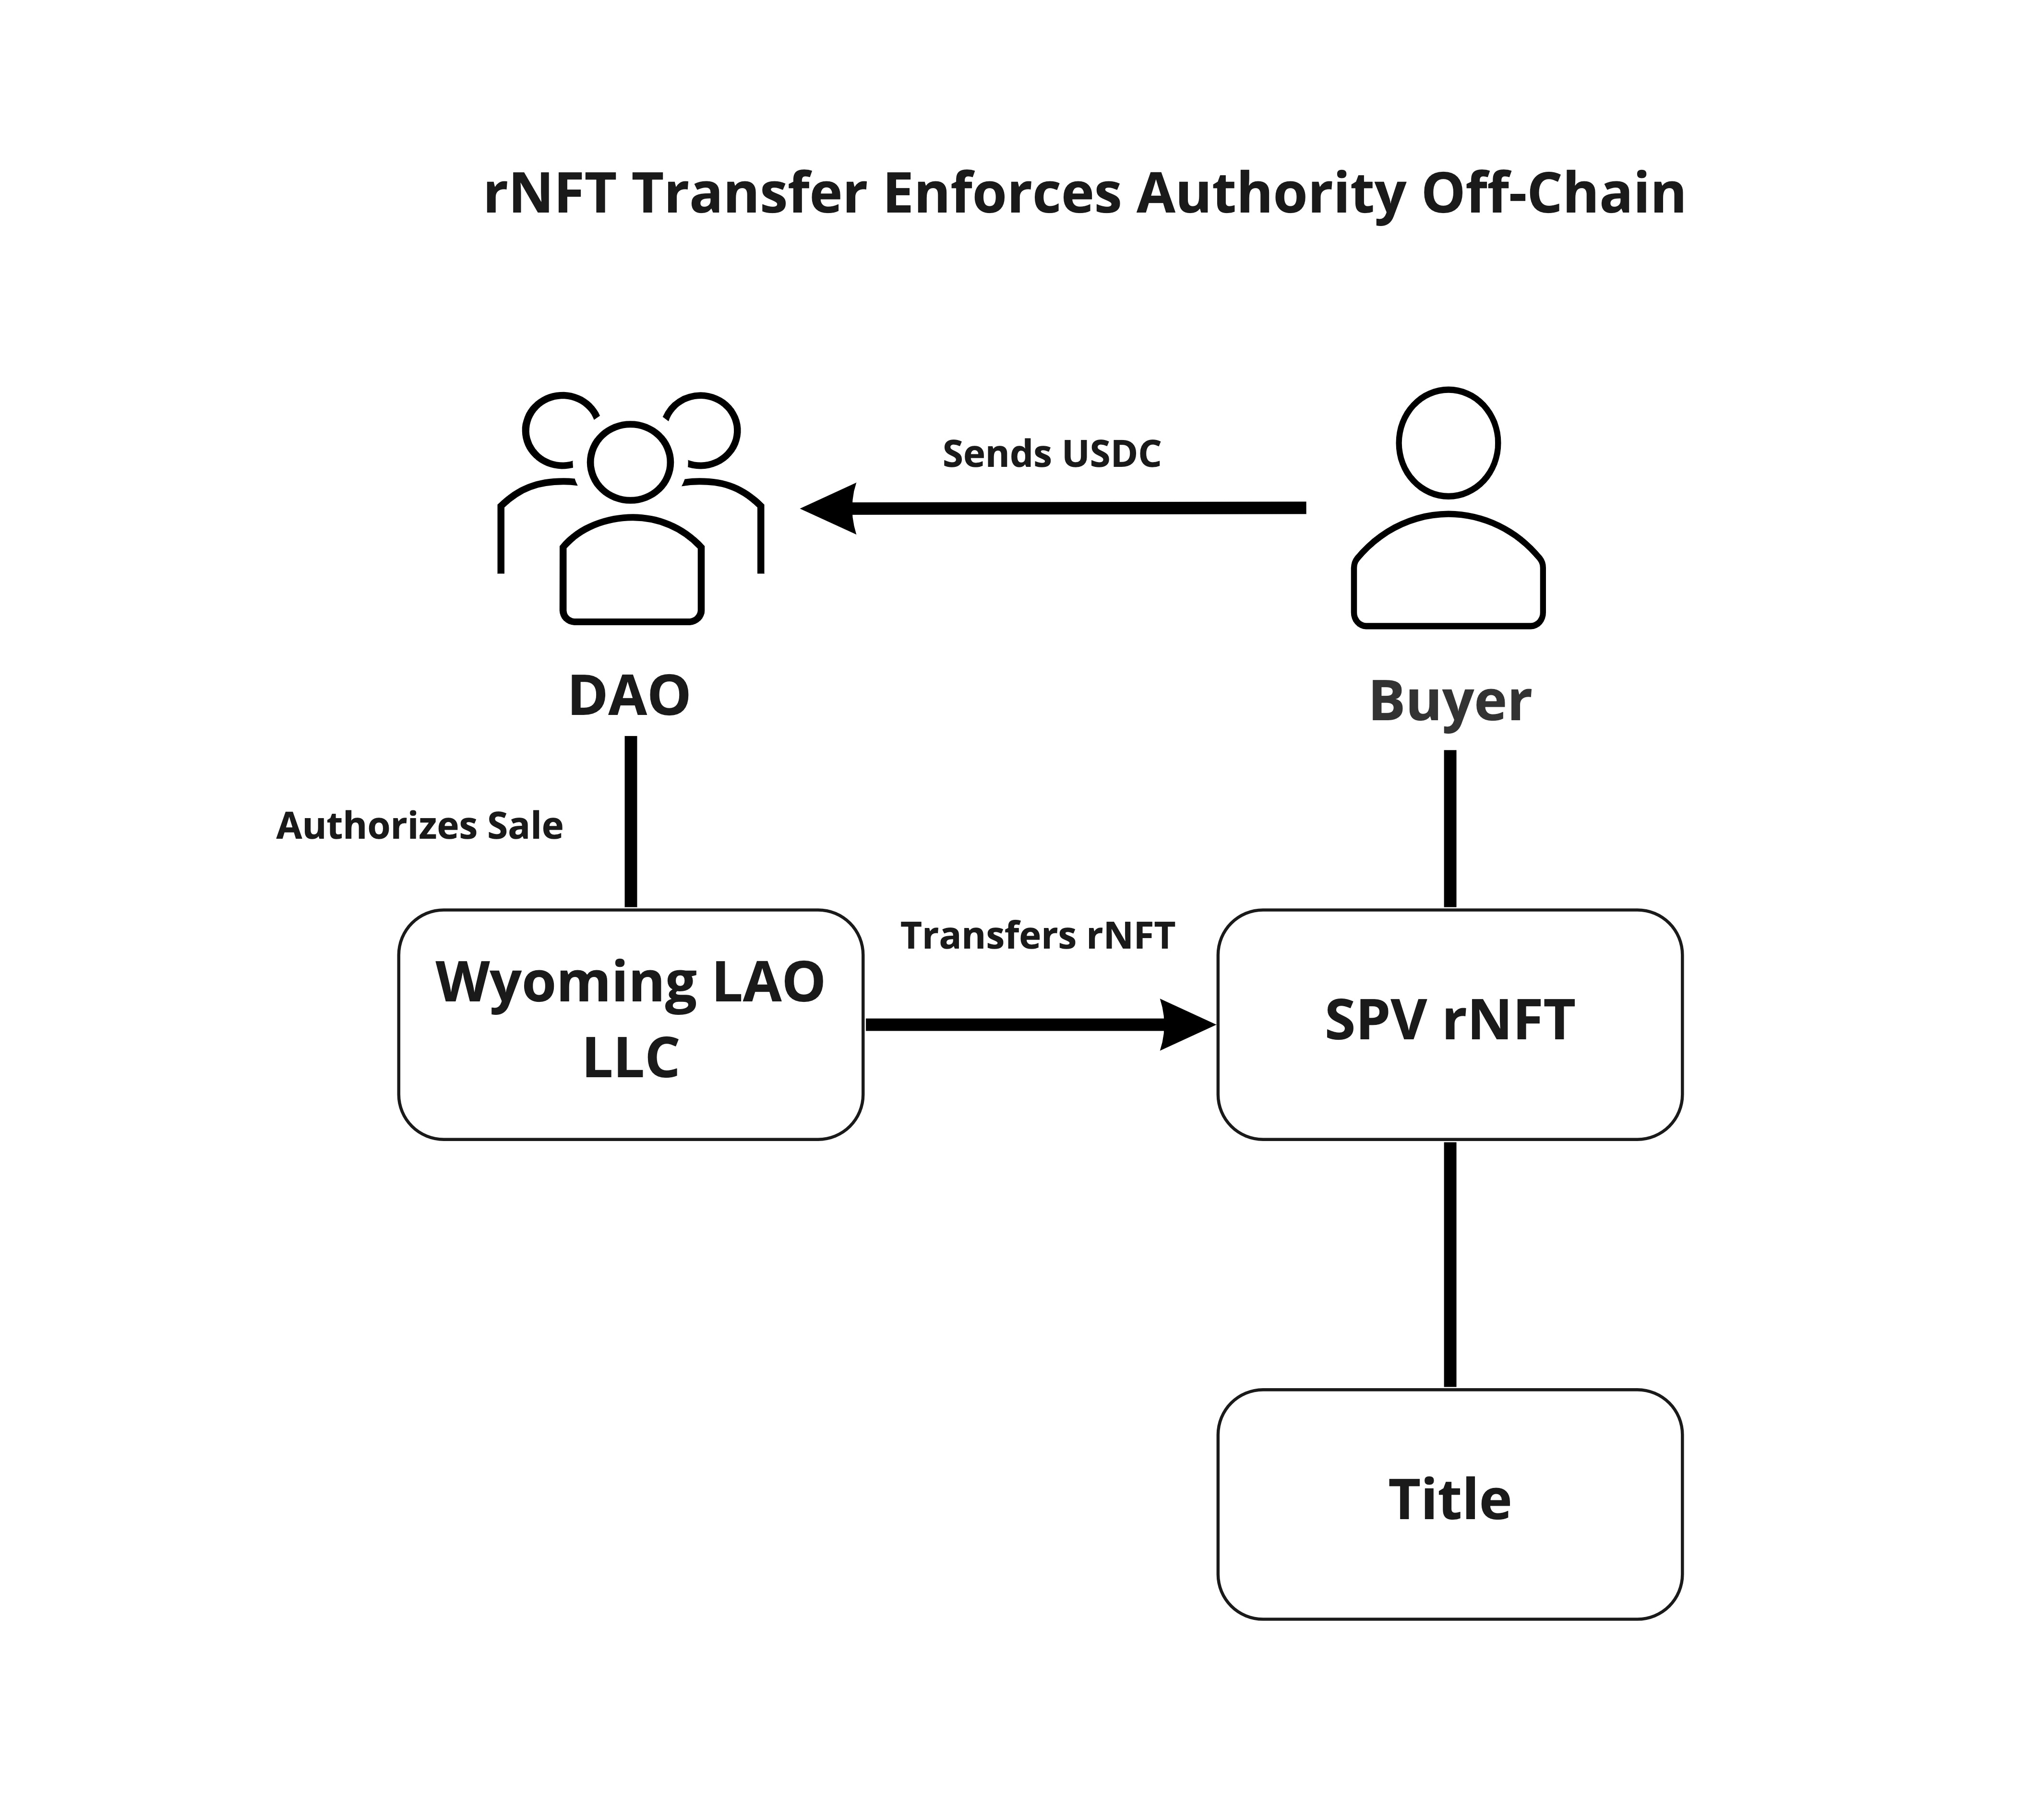 rNFT Transfer Enforces Authority Off-Chain
Sends USDC
DAO
Buyer
Authorizes Sale
Wyoming LAO
LLC
Transfers rNFT
SPV rNFT
Title